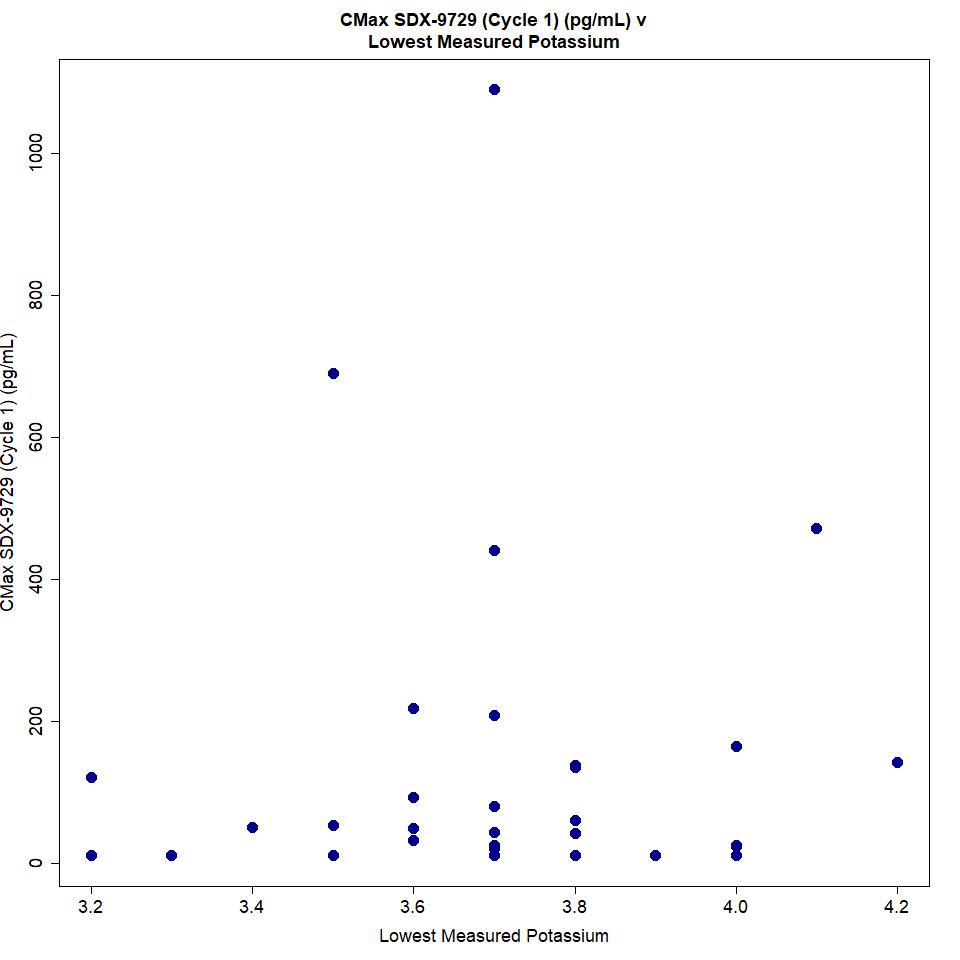 CMax SDX-9729 (Cycle 1) (pg/mL) v
Lowest Measured Potassium
CMax SDX-9729 (Cycle 1) (pg/mL)
1000
800
600
400
200
0
3.2 3.4 3.6 3.8 4.0 4.2
Lowest Measured Potassium